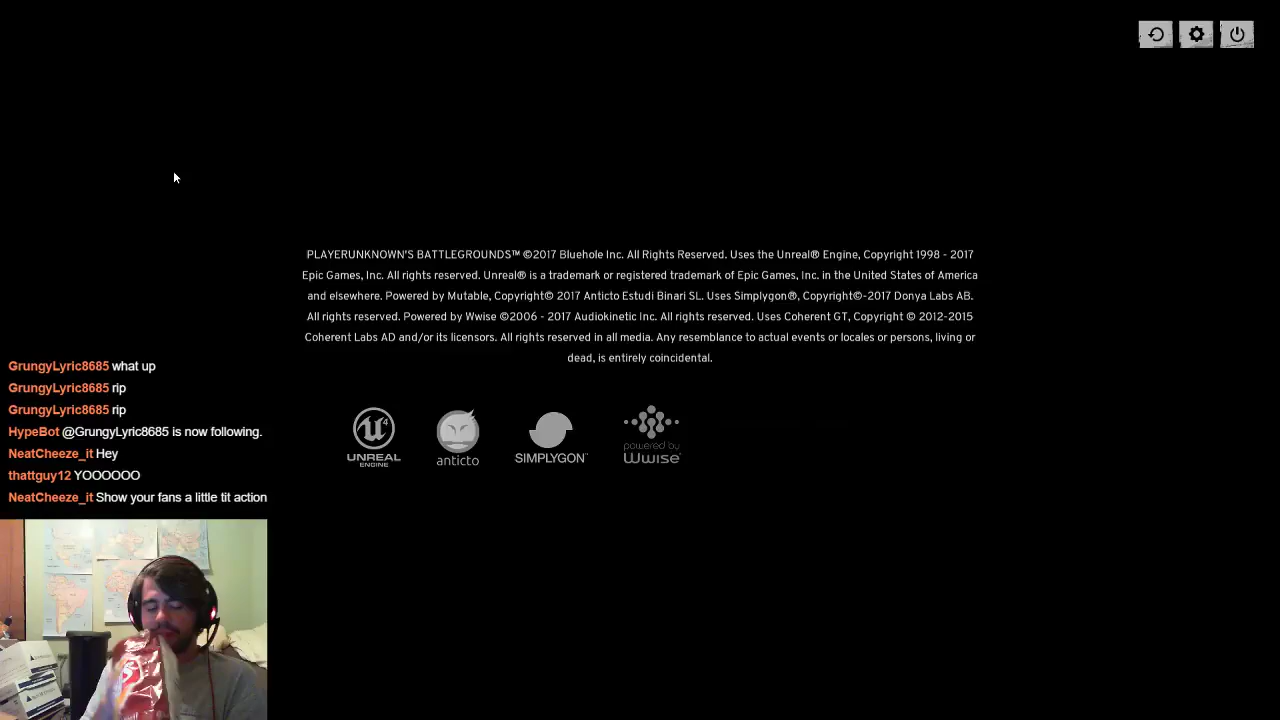 PLAYERUNKNOWN'S BATTLEGROUNDS™ ©2017 Bluehole Inc. All Rights Reserved. Uses the Unreal® Engine, Copyright 1998 - 2017
Epic Games, Inc. All rights reserved. Unreal® is a trademark or registered trademark of Epic Games, Inc. in the United States of America
and elsewhere. Powered by Mutable, Copyright© 2017 Anticto Estudi Binari SL. Uses Simplygon®, Copyright©-2017 Donya Labs AB.
All rights reserved. Powered by Wwise ©2006 - 2017 Audiokinetic Inc. All rights reserved. Uses Coherent GT, Copyright © 2012-2015
Coherent Labs AD and/or its licensors. All rights reserved in all media. Any resemblance to actual events or locales or persons, living or
dead, is entirely coincidental.
GrungyLyric8685 what up
GrungyLyric8685 rip
GrungyLyric8685 rip
HypeBot @GrungyLyric8685 is now following.
NeatCheeze_it Hey
thattguy12 YOOOOOO
NeatCheeze_it Show your fans a little tit action
UNREAL
ENGINE
anticto
SIMPLYGON
powered by
Wwise